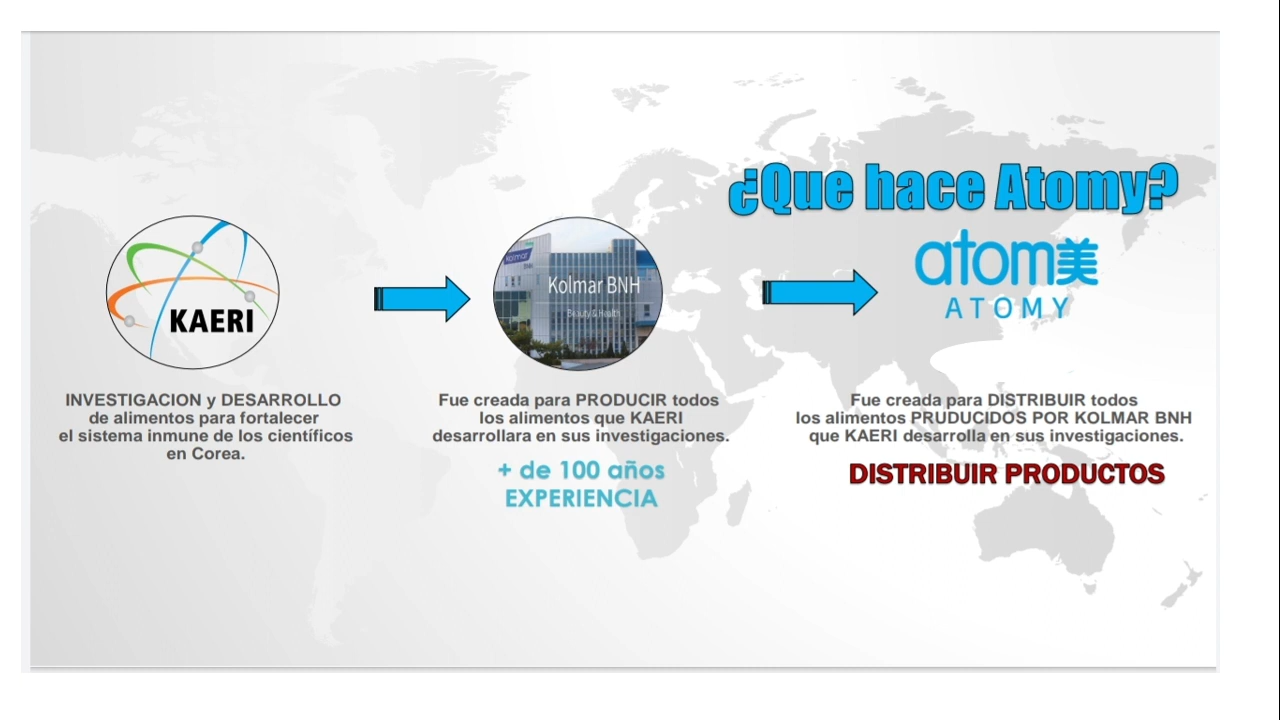 ¿Que hace Atomy?
KAERI
INVESTIGACION y DESARROLLO
de alimentos para fortalecer
el sistema inmune de los científicos
en Corea.
kolmar
Kolmar BNH
Beauty & Health
Fue creada para PRODUCIR todos
los alimentos que KAERI
desarrollara en sus investigaciones.
+ de 100 años
EXPERIENCIA
atom美
ATOMY
Fue creada para DISTRIBUIR todos
los alimentos PRUDUCIDOS POR KOLMAR BNH
que KAERI desarrolla en sus investigaciones.
DISTRIBUIR PRODUCTOS